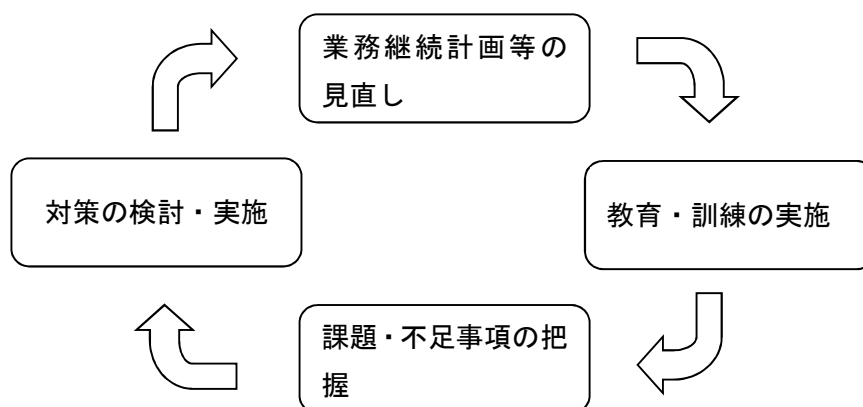 業務継続計画等の
見直し
対策の検討・実施
教育・訓練の実施
課題・不足事項の把
握